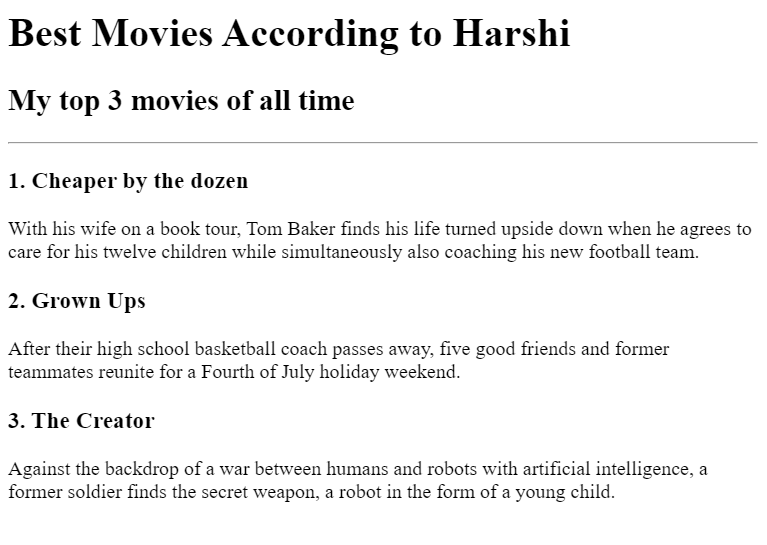 Best Movies According to Harshi
My top 3 movies of all time
1. Cheaper by the dozen
With his wife on a book tour, Tom Baker finds his life turned upside down when he agrees to
care for his twelve children while simultaneously also coaching his new football team.
2. Grown Ups
After their high school basketball coach passes away, five good friends and former
teammates reunite for a Fourth of July holiday weekend.
3. The Creator
Against the backdrop of a war between humans and robots with artificial intelligence, a
former soldier finds the secret weapon, a robot in the form of a young child.